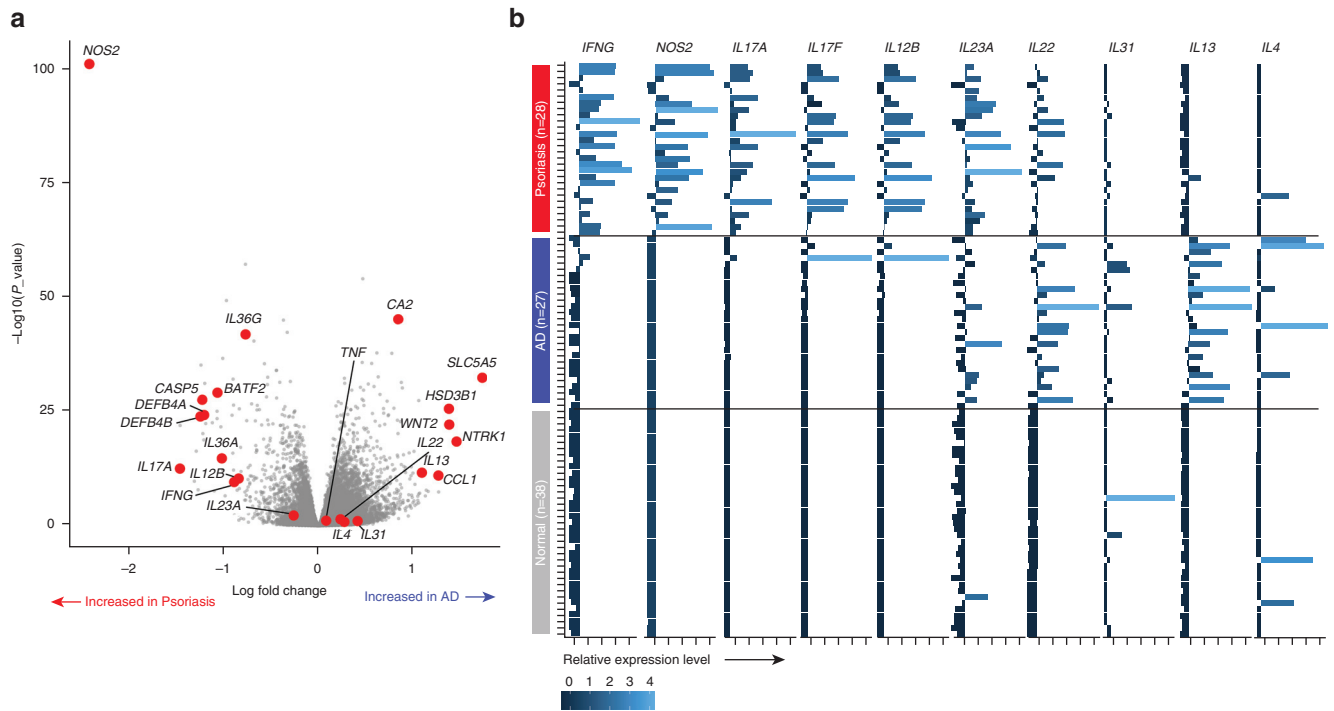 a
NOS2
100
75
50
25
0
–Log10(P_value)
IL36G
CA2
TNF
SLC5A5
CASP5
BATF2
HSD3B1
DEFB4A
DEFB4B
WNT2
IL22
NTRK1
IL36A
IL13
IL17A
IL12B
CCL1
IFNG
IL23A
IL4
IL31
–2
–1
0
1
Log fold change
Increased in Psoriasis
Increased in AD
b
IFNG NOS2 IL17A IL17F IL12B IL23A IL22 IL31 IL13 IL4
Psoriasis (n=28)
AD (n=27)
Normal (n=38)
Relative expression level
0 1 2 3 4